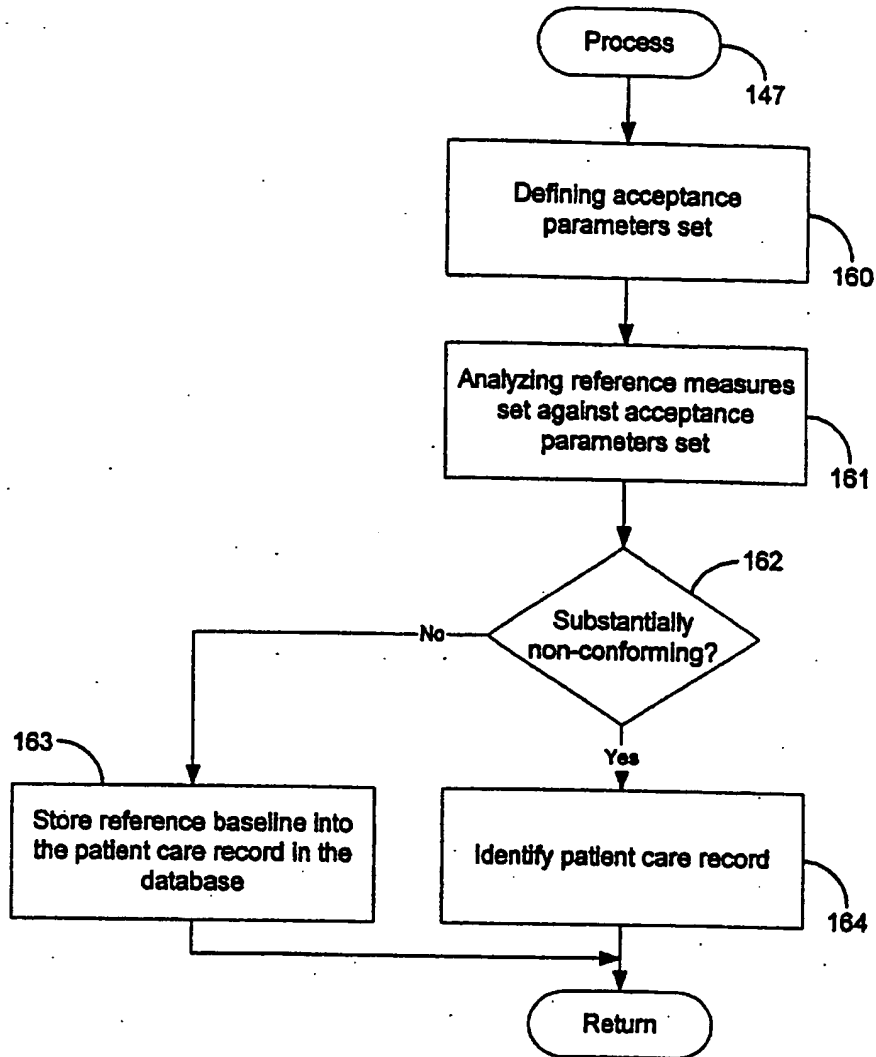 Process
147
Defining acceptance
parameters set
160
Analyzing reference measures
set against acceptance
parameters set
161
162
Substantially
non-conforming?
No
Yes
163
Store reference baseline into
the patient care record in the
database
Identify patient care record
164
Return